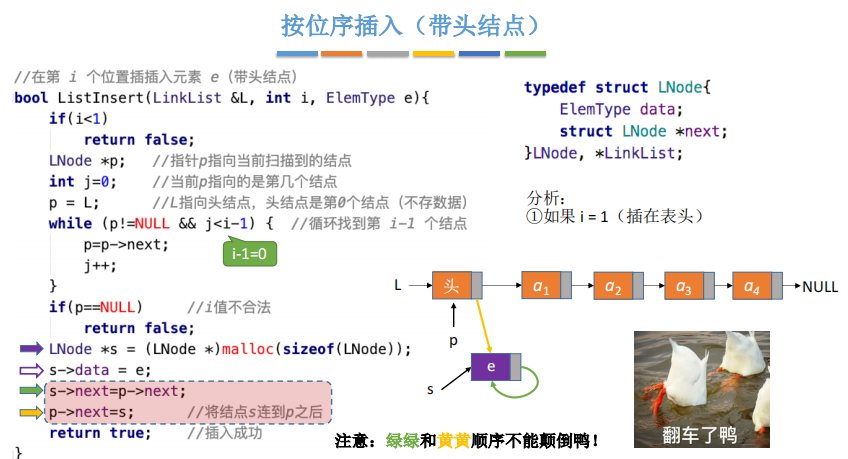 按位序插入（带头结点）
//在第 i 个位置插插入元素 e（带头结点）
bool ListInsert(LinkList &L, int i, ElemType e){
if(i<1)
return false;
LNode *p; //指针p指向当前扫描到的结点
int j=0; //当前p指向的是第几个结点
p = L; //L指向头结点，头结点是第0个结点（不存数据）
while (p!=NULL && j<i-1) { //循环找到第 i-1 个结点
p=p->next;
j++;
}
i-1=0
if(p==NULL) //i值不合法
return false;
LNode *s = (LNode *)malloc(sizeof(LNode));
s->data = e;
s->next=p->next;
p->next=s; //将结点s连到p之后
return true; //插入成功
}
typedef struct LNode{
ElemType data;
struct LNode *next;
}LNode, *LinkList;
分析：
①如果 i = 1（插在表头）
L 头 a1 a2 a3 a4 NULL
p
e
s
翻车了鸭
注意：绿绿和黄黄顺序不能颠倒鸭！